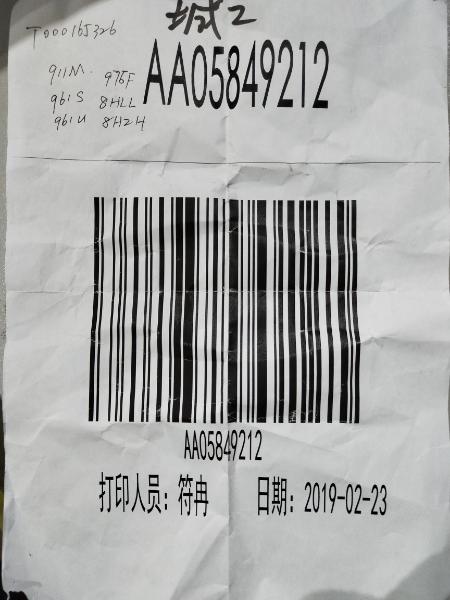 城2
T000165326
AA05849212
911M. 976F
961S 8HLL
961U 8H2H
AA05849212
打印人员：符冉 日期：2019-02-23